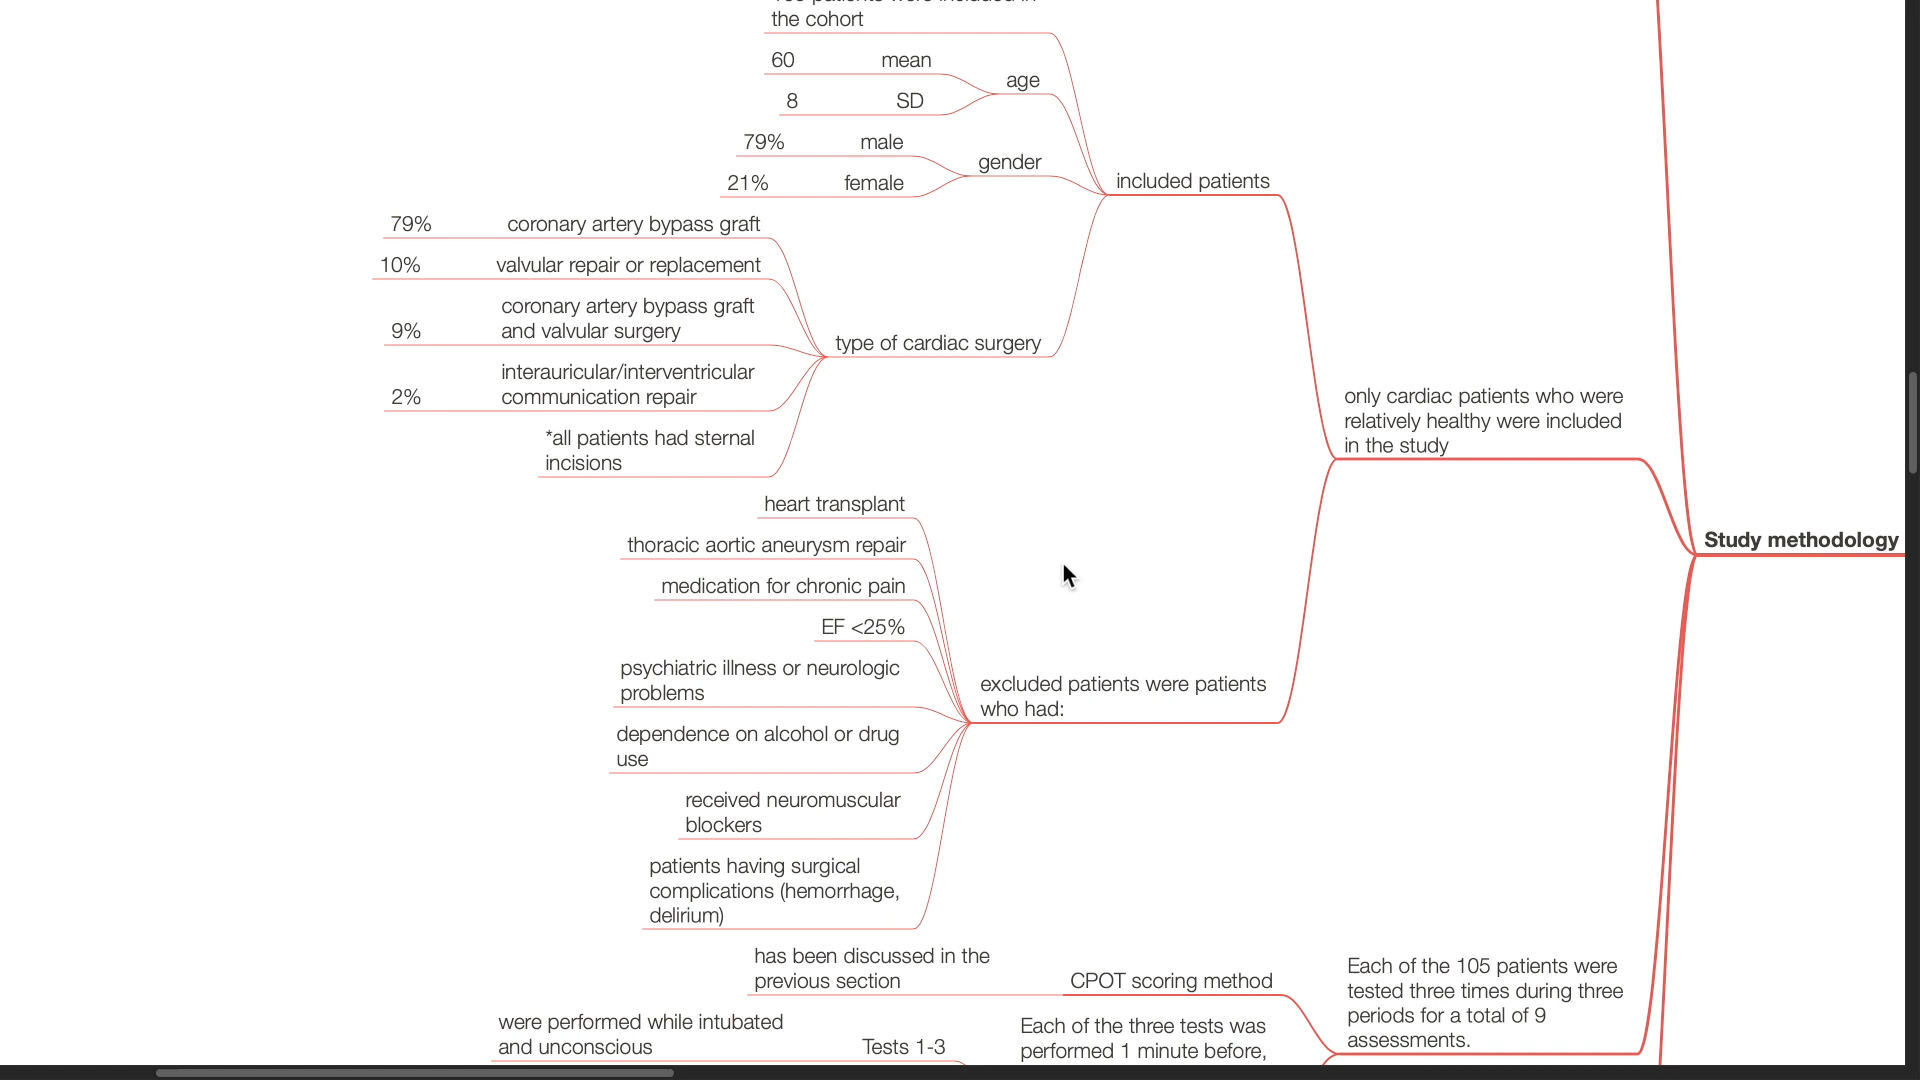 the cohort
60 mean
age
8 SD
79% male
gender
21% female
included patients
79% coronary artery bypass graft
10% valvular repair or replacement
coronary artery bypass graft
9% and valvular surgery
type of cardiac surgery
interauricular/interventricular
2% communication repair
*all patients had sternal
incisions
only cardiac patients who were
relatively healthy were included
in the study
heart transplant
thoracic aortic aneurysm repair
medication for chronic pain
EF <25%
psychiatric illness or neurologic
problems
dependence on alcohol or drug
use
received neuromuscular
blockers
patients having surgical
complications (hemorrhage,
delirium)
excluded patients were patients
who had:
Study methodology
has been discussed in the
previous section
CPOT scoring method
were performed while intubated
and unconscious
Tests 1-3
Each of the three tests was
performed 1 minute before,
Each of the 105 patients were
tested three times during three
periods for a total of 9
assessments.